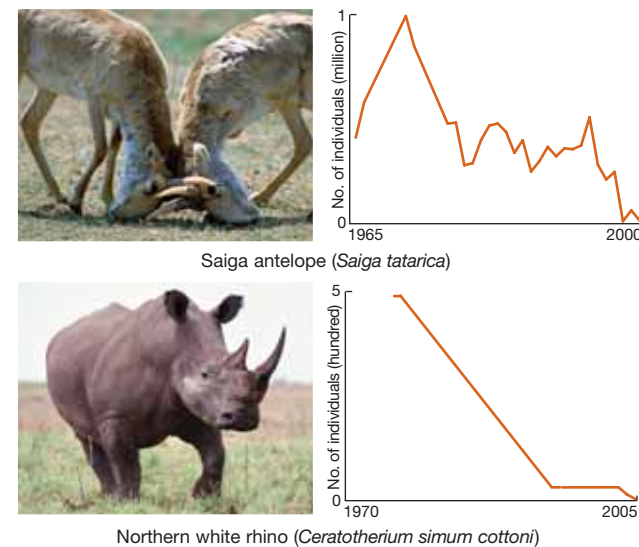 1
No. of individuals (million)
0
1965
2000
Saiga antelope (Saiga tatarica)
5
No. of individuals (hundred)
0
1970
2005
Northern white rhino (Ceratotherium simum cottoni)